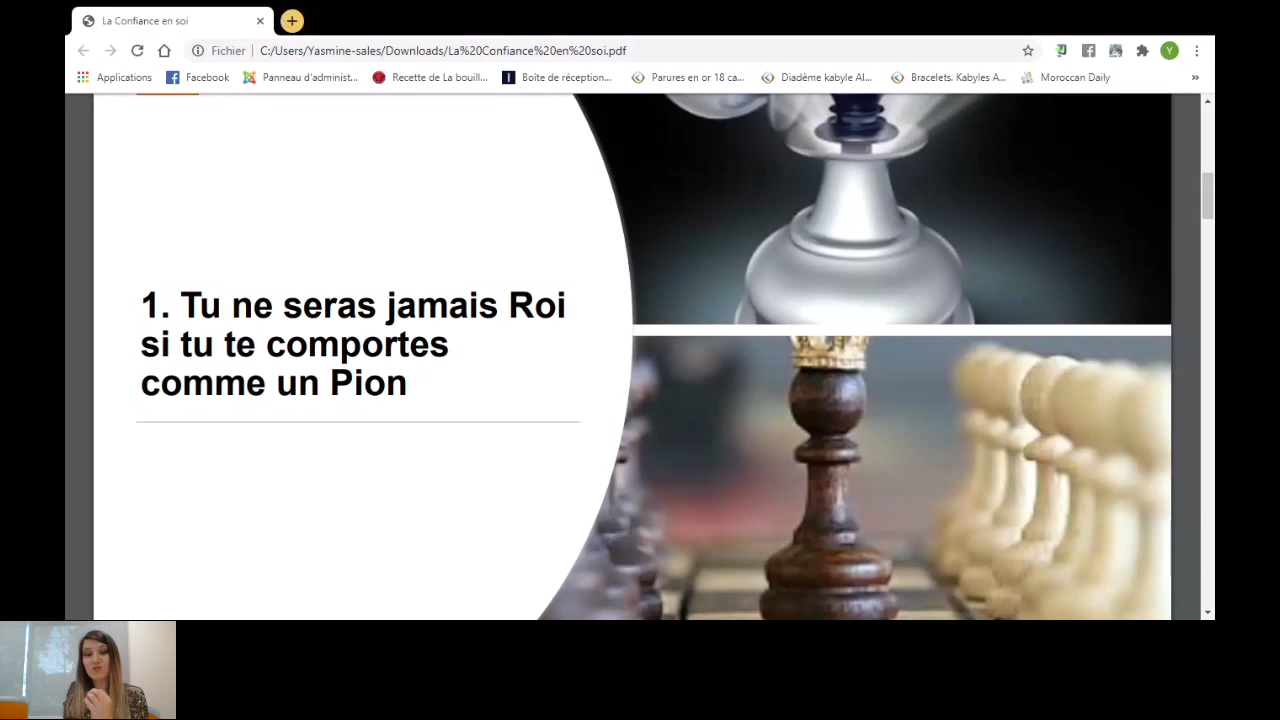 La Confiance en soi
Fichier C:/Users/Yasmine-sales/Downloads/La%20Confiance%20en%20soi.pdf
Y
Applications Facebook Panneau d'administ... Recette de La bouill... oîte de réception... Parures en or 18 ca... Diadème kabyle Al... Bracelets. Kabyles A... Moroccan Daily »
1. Tu ne seras jamais Roi
si tu te comportes
comme un Pion